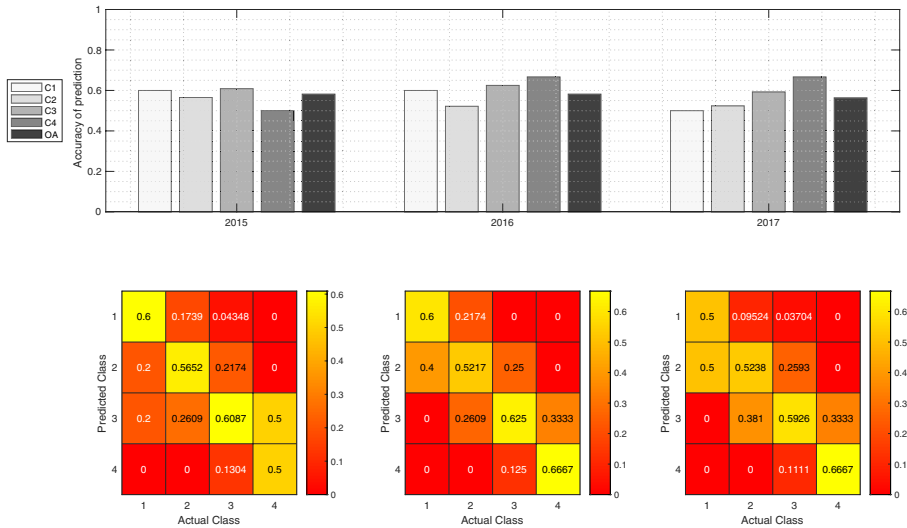 1
0.8
0.6
0.4
0.2
0
Accuracy of prediction
C1
C2
C3
C4
OA
2015 2016 2017
Predicted Class
1 0.6 0.1739 0.04348 0
2 0.2 0.5652 0.2174 0
3 0.2 0.2609 0.6087 0.5
4 0 0 0.1304 0.5
1 2 3 4
Actual Class
0.6
0.5
0.4
0.3
0.2
0.1
0
Predicted Class
1 0.6 0.2174 0 0
2 0.4 0.5217 0.25 0
3 0 0.2609 0.625 0.3333
4 0 0 0.125 0.6667
1 2 3 4
Actual Class
0.6
0.5
0.4
0.3
0.2
0.1
0
Predicted Class
1 0.5 0.09524 0.03704 0
2 0.5 0.5238 0.2593 0
3 0 0.381 0.5926 0.3333
4 0 0 0.1111 0.6667
1 2 3 4
Actual Class
0.6
0.5
0.4
0.3
0.2
0.1
0